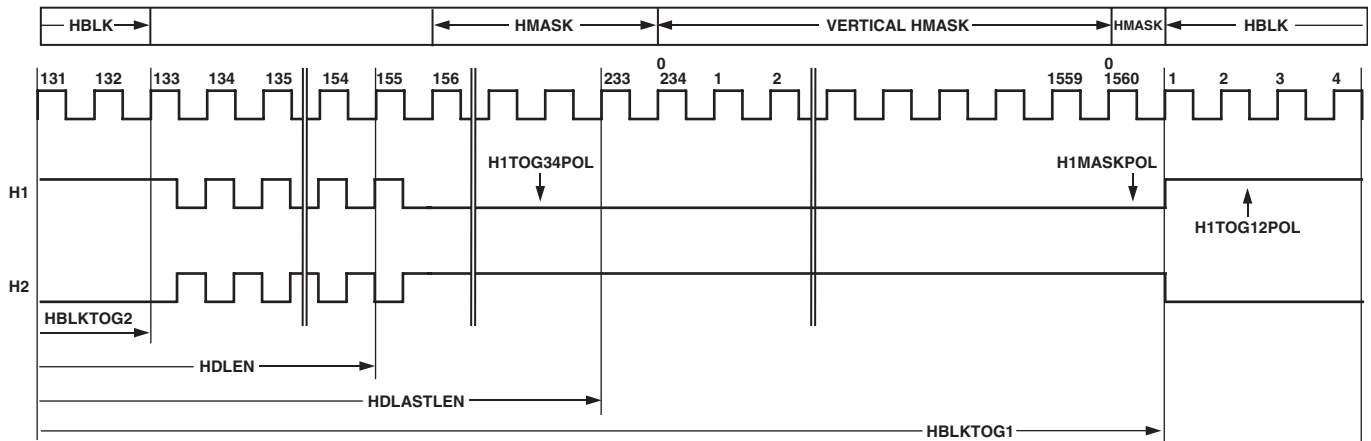 HBLK HMASK VERTICAL HMASK HMASK HBLK
0 0
131 132 133 134 135 154 155 156 233 234 1 2 1559 1560 1 2 3 4
H1TOG34POL H1MASKPOL
H1
H1TOG12POL
H2
HBLKTOG2
HDLEN
HDLASTLEN
HBLKTOG1